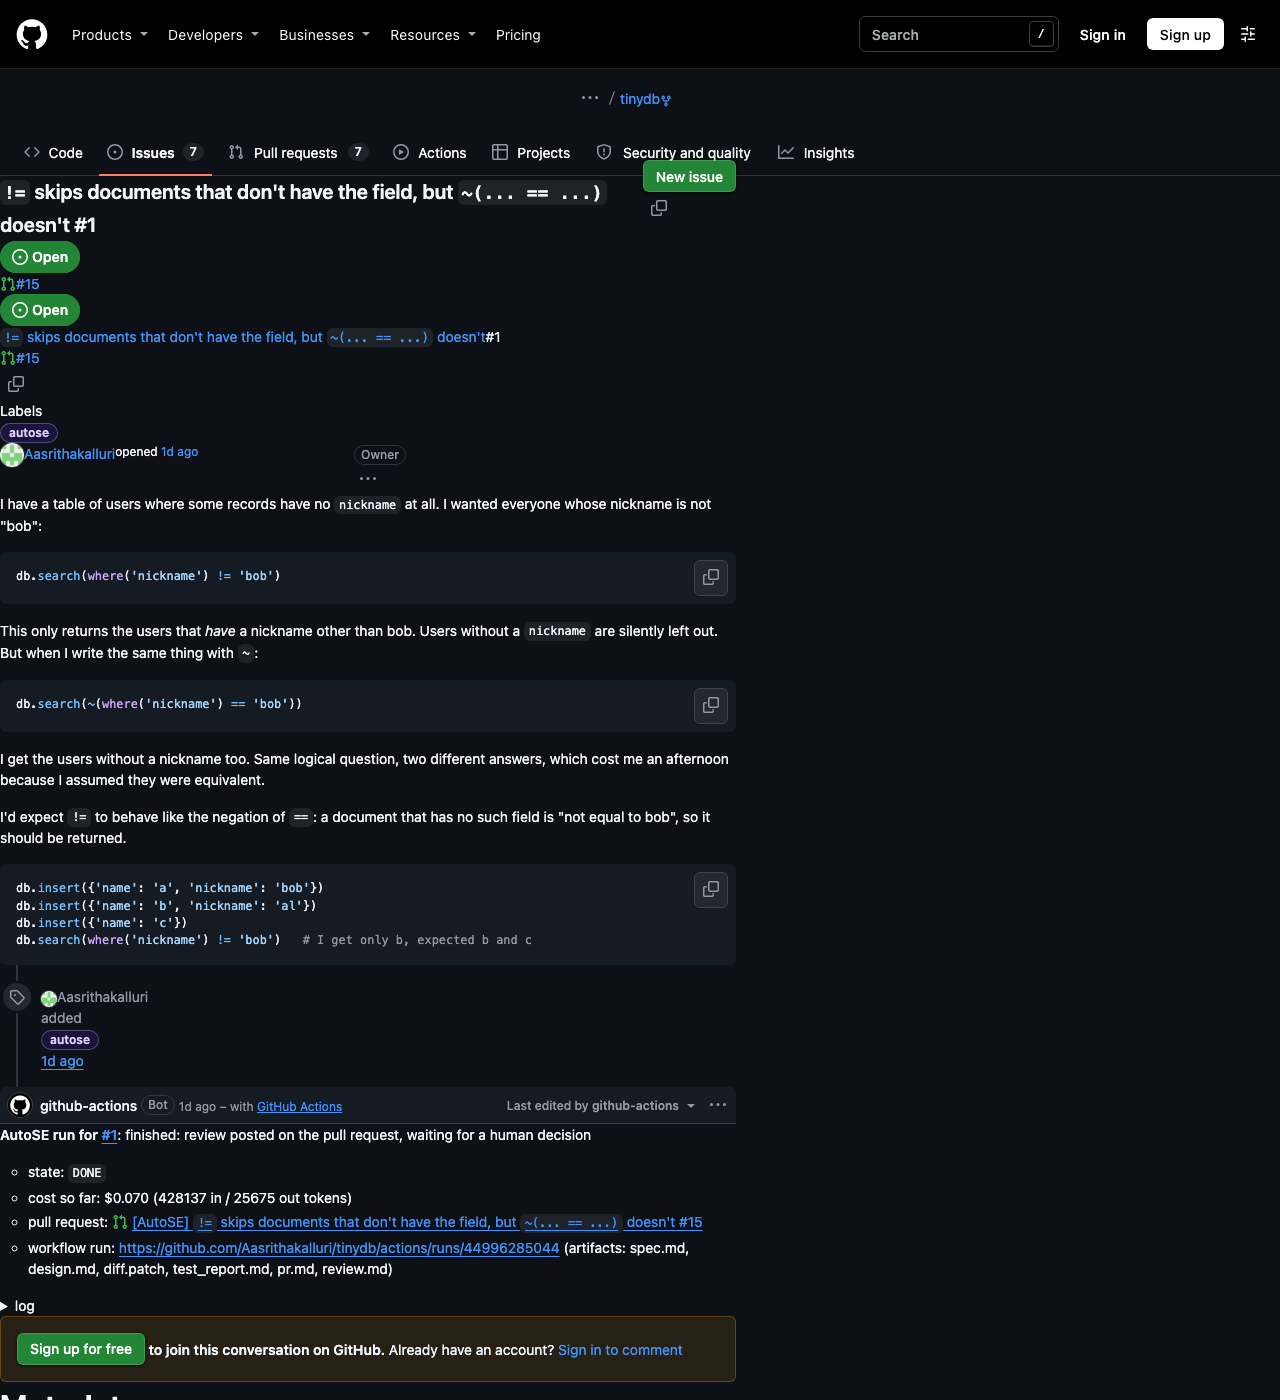 Products Developers Businesses Resources Pricing Search / Sign in Sign up
··· / tinydb
Code Issues 7 Pull requests 7 Actions Projects Security and quality Insights
New issue
!= skips documents that don't have the field, but ~(... == ...)
doesn't #1
Open
#15
Open
!= skips documents that don't have the field, but ~(... == ...) doesn't#1
#15
Labels
autose
Aasrithakalluri opened 1d ago Owner
···
I have a table of users where some records have no nickname at all. I wanted everyone whose nickname is not
"bob":
db.search(where('nickname') != 'bob')
This only returns the users that have a nickname other than bob. Users without a nickname are silently left out.
But when I write the same thing with ~:
db.search(~(where('nickname') == 'bob'))
I get the users without a nickname too. Same logical question, two different answers, which cost me an afternoon
because I assumed they were equivalent.
I'd expect != to behave like the negation of ==: a document that has no such field is "not equal to bob", so it
should be returned.
db.insert({'name': 'a', 'nickname': 'bob'})
db.insert({'name': 'b', 'nickname': 'al'})
db.insert({'name': 'c'})
db.search(where('nickname') != 'bob')   # I get only b, expected b and c
Aasrithakalluri
added
autose
1d ago
github-actions Bot 1d ago – with GitHub Actions Last edited by github-actions ···
AutoSE run for #1: finished: review posted on the pull request, waiting for a human decision
state: DONE
cost so far: $0.070 (428137 in / 25675 out tokens)
pull request: [AutoSE] != skips documents that don't have the field, but ~(... == ...) doesn't #15
workflow run: https://github.com/Aasrithakalluri/tinydb/actions/runs/44996285044 (artifacts: spec.md,
design.md, diff.patch, test_report.md, pr.md, review.md)
log
Sign up for free to join this conversation on GitHub. Already have an account? Sign in to comment